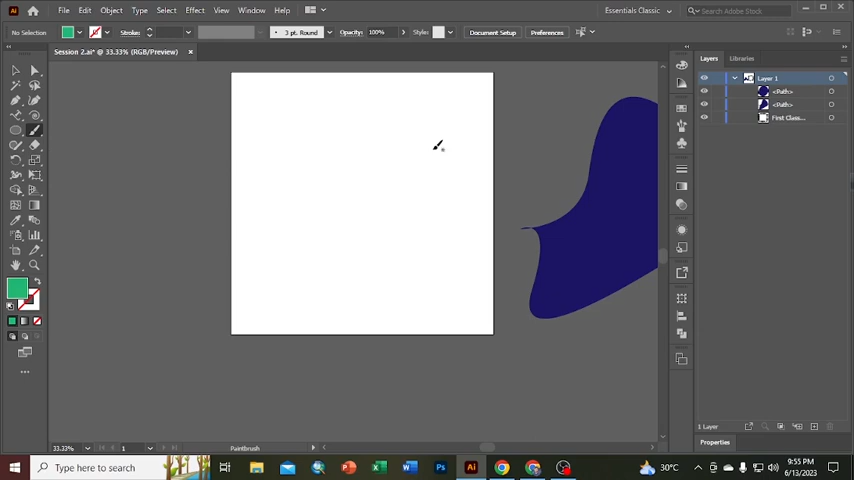 Ai File Edit Object Type Select Effect View Window Help Essentials Classic Search Adobe Stock
No Selection Stroke: 3 pt. Round Opacity: 100% Style: Document Setup Preferences
Session 2.ai* @ 33.33% (RGB/Preview) ×
Layers Libraries
Layer 1
<Path>
<Path>
First Class...
1 Layer
Properties
33.33% 1 Paintbrush
Type here to search Ps Ai 30°C 9:55 PM
6/13/2023